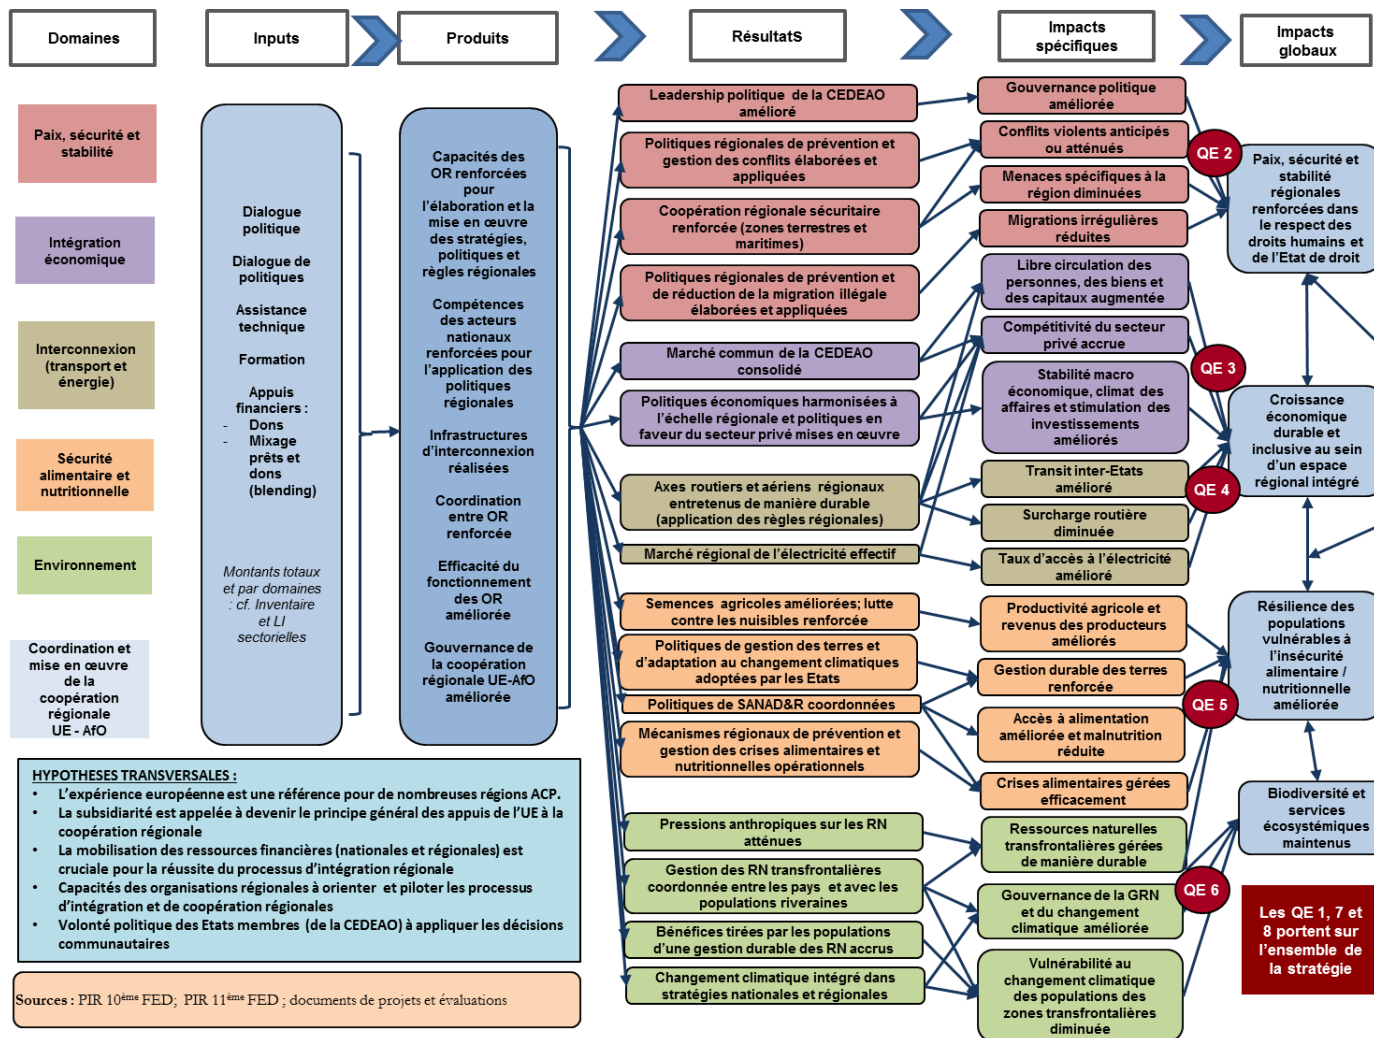 Domaines
Inputs
Produits
RésultatS
Impacts
spécifiques
Impacts
globaux
Paix, sécurité et
stabilité
Intégration
économique
Interconnexion
(transport et
énergie)
Sécurité
alimentaire et
nutritionnelle
Environnement
Coordination et
mise en œuvre
de la
coopération
régionale
UE - AfO
Dialogue
politique
Dialogue de
politiques
Assistance
technique
Formation
Appuis
financiers :
- Dons
- Mixage
prêts et
dons
(blending)
Montants totaux
et par domaines
: cf. Inventaire
et LI
sectorielles
Capacités des
OR renforcées
pour
l’élaboration et la
mise en œuvre
des stratégies,
politiques et
règles régionales
Compétences
des acteurs
nationaux
renforcées pour
l’application des
politiques
régionales
Infrastructures
d’interconnexion
réalisées
Coordination
entre OR
renforcée
Efficacité du
fonctionnement
des OR
améliorée
Gouvernance de
la coopération
régionale UE-AfO
améliorée
Leadership politique de la CEDEAO
amélioré
Politiques régionales de prévention et
gestion des conflits élaborées et
appliquées
Coopération régionale sécuritaire
renforcée (zones terrestres et
maritimes)
Politiques régionales de prévention et
de réduction de la migration illégale
élaborées et appliquées
Marché commun de la CEDEAO
consolidé
Politiques économiques harmonisées à
l’échelle régionale et politiques en
faveur du secteur privé mises en œuvre
Axes routiers et aériens régionaux
entretenus de manière durable
(application des règles régionales)
Marché régional de l’électricité effectif
Semences agricoles améliorées; lutte
contre les nuisibles renforcée
Politiques de gestion des terres et
d’adaptation au changement climatiques
adoptées par les Etats
Politiques de SANAD&R coordonnées
Mécanismes régionaux de prévention et
gestion des crises alimentaires et
nutritionnelles opérationnels
Pressions anthropiques sur les RN
atténues
Gestion des RN transfrontalières
coordonnée entre les pays et avec les
populations riveraines
Bénéfices tirées par les populations
d’une gestion durable des RN accrus
Changement climatique intégré dans
stratégies nationales et régionales
Gouvernance politique
améliorée
Conflits violents anticipés
ou atténués
Menaces spécifiques à la
région diminuées
Migrations irrégulières
réduites
Libre circulation des
personnes, des biens et
des capitaux augmentée
Compétitivité du secteur
privé accrue
Stabilité macro
économique, climat des
affaires et stimulation des
investissements
améliorés
Transit inter-Etats
amélioré
Surcharge routière
diminuée
Taux d’accès à l’électricité
amélioré
Productivité agricole et
revenus des producteurs
améliorés
Gestion durable des terres
renforcée
Accès à alimentation
améliorée et malnutrition
réduite
Crises alimentaires gérées
efficacement
Ressources naturelles
transfrontalières gérées
de manière durable
Gouvernance de la GRN
et du changement
climatique améliorée
Vulnérabilité au
changement climatique
des populations des
zones transfrontalières
diminuée
QE 2
QE 3
QE 4
QE 5
QE 6
Paix, sécurité et
stabilité
régionales
renforcées dans
le respect des
droits humains et
de l’Etat de droit
Croissance
économique
durable et
inclusive au sein
d’un espace
régional intégré
Résilience des
populations
vulnérables à
l’insécurité
alimentaire /
nutritionnelle
améliorée
Biodiversité et
services
écosystémiques
maintenus
Les QE 1, 7 et
8 portent sur
l’ensemble de
la stratégie
HYPOTHESES TRANSVERSALES :
• L’expérience européenne est une référence pour de nombreuses régions ACP.
• La subsidiarité est appelée à devenir le principe général des appuis de l’UE à la
coopération régionale
• La mobilisation des ressources financières (nationales et régionales) est
cruciale pour la réussite du processus d’intégration régionale
• Capacités des organisations régionales à orienter et piloter les processus
d’intégration et de coopération régionales
• Volonté politique des Etats membres (de la CEDEAO) à appliquer les décisions
communautaires
Sources : PIR 10ème FED; PIR 11ème FED ; documents de projets et évaluations